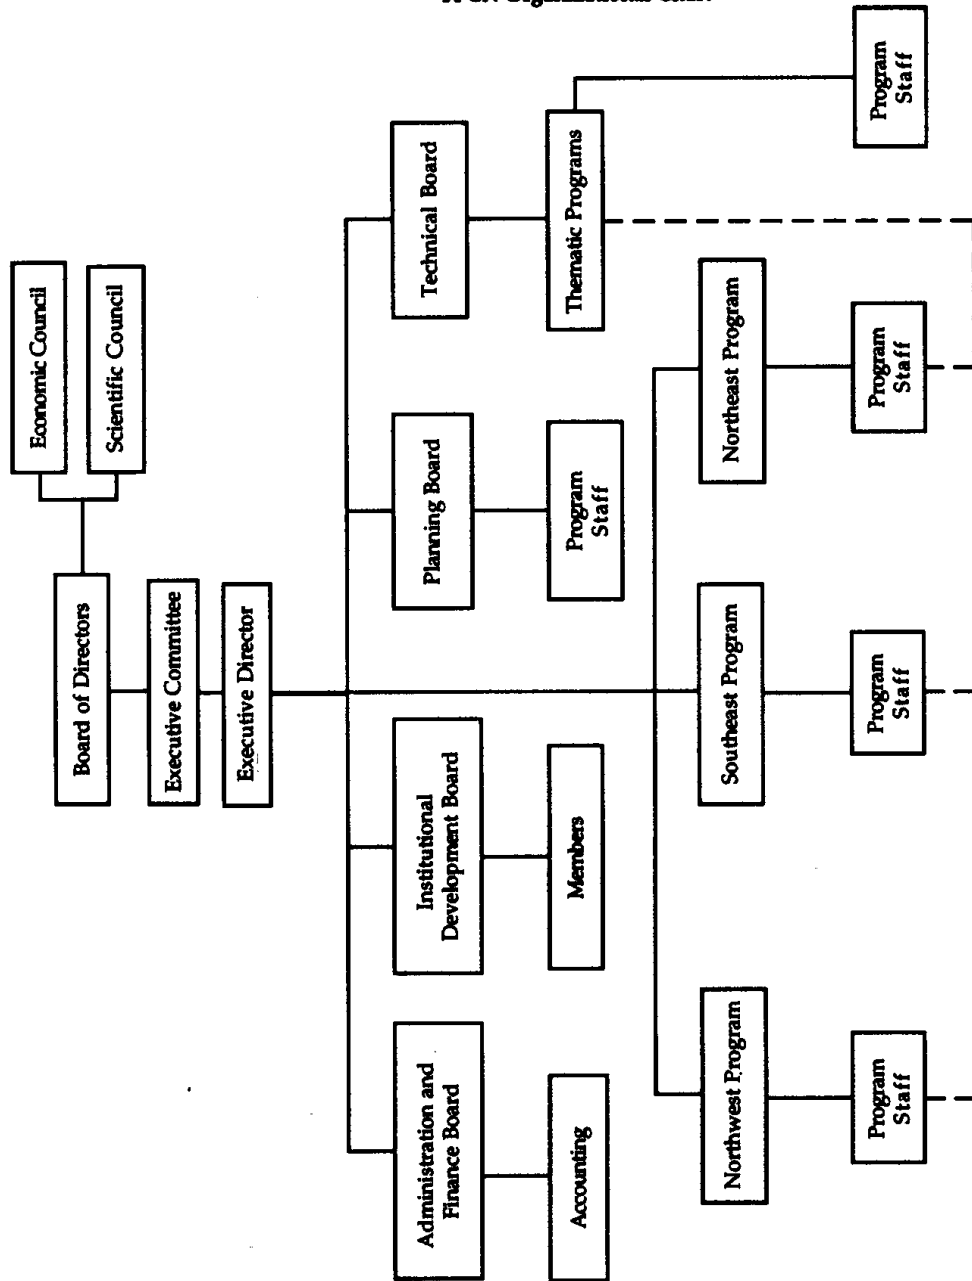 Organizational Chart
Economic Council
Scientific Council
Board of Directors
Executive Committee
Executive Director
Administration and
Finance Board
Institutional
Development Board
Planning Board
Technical Board
Accounting
Members
Program
Staff
Thematic Programs
Northwest Program
Southeast Program
Northeast Program
Program
Staff
Program
Staff
Program
Staff
Program
Staff